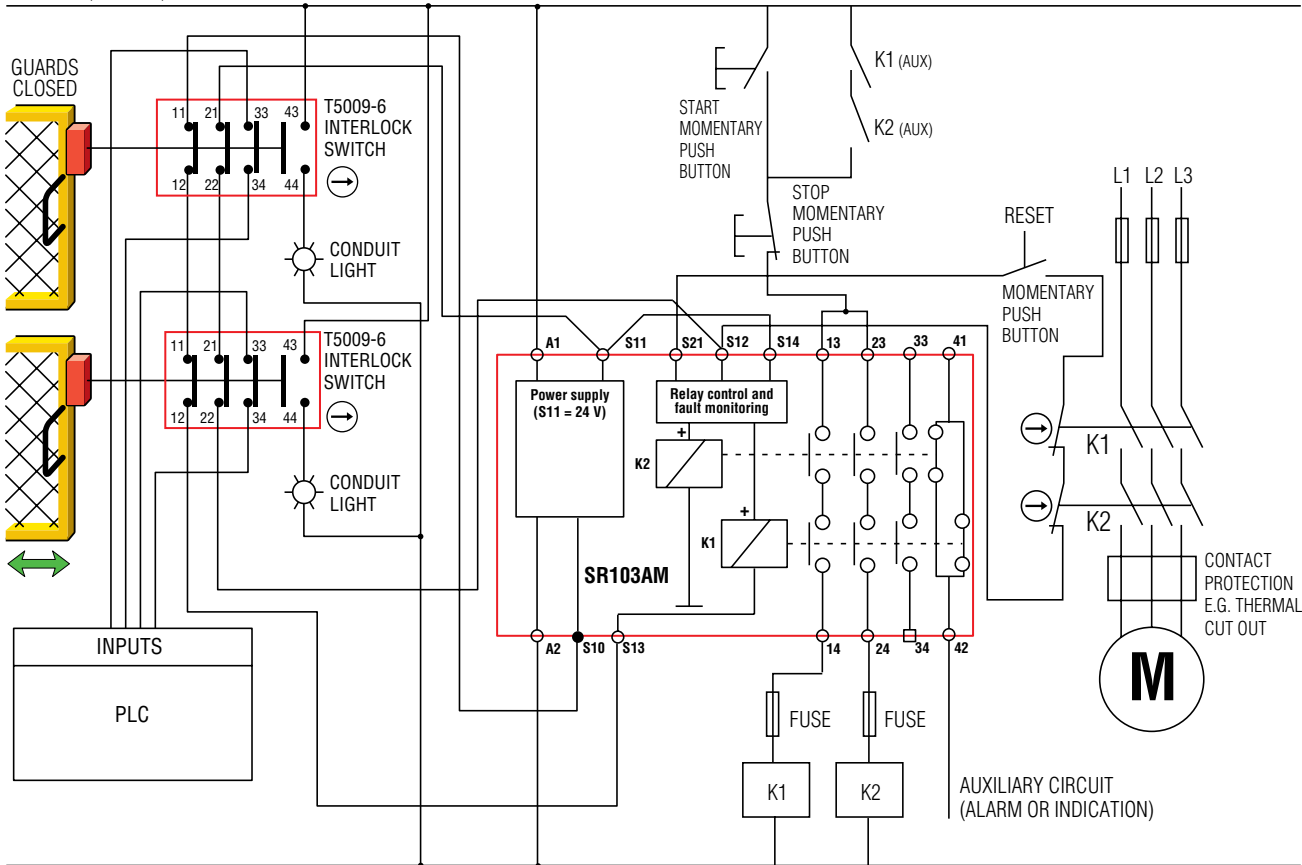 GUARDS
CLOSED
11 21 33 43
12 22 34 44
T5009-6
INTERLOCK
SWITCH
CONDUIT
LIGHT
11 21 33 43
12 22 34 44
T5009-6
INTERLOCK
SWITCH
CONDUIT
LIGHT
INPUTS
PLC
START
MOMENTARY
PUSH
BUTTON
K1 (AUX)
K2 (AUX)
STOP
MOMENTARY
PUSH
BUTTON
RESET
MOMENTARY
PUSH
BUTTON
L1 L2 L3
A1 S11 S21 S12 S14 13 23 33 41
Power supply
(S11 = 24 V)
Relay control and
fault monitoring
+
K2
+
K1
SR103AM
A2 S10 S13 14 24 34 42
K1
K2
CONTACT
PROTECTION
E.G. THERMAL
CUT OUT
M
FUSE
FUSE
K1
K2
AUXILIARY CIRCUIT
(ALARM OR INDICATION)